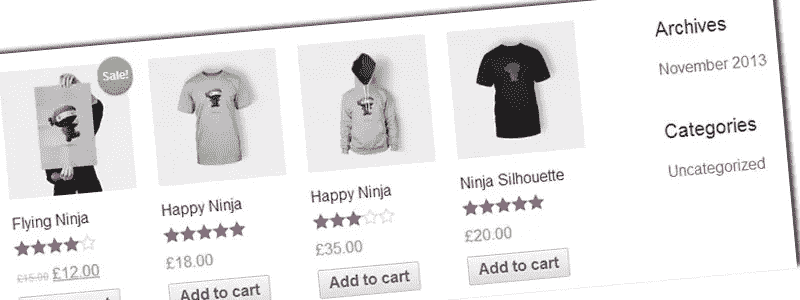 Sale!
Flying Ninja
£15.00 £12.00
Happy Ninja
£18.00
Add to cart
Happy Ninja
£35.00
Add to cart
Ninja Silhouette
£20.00
Add to cart
Archives
November 2013
Categories
Uncategorized